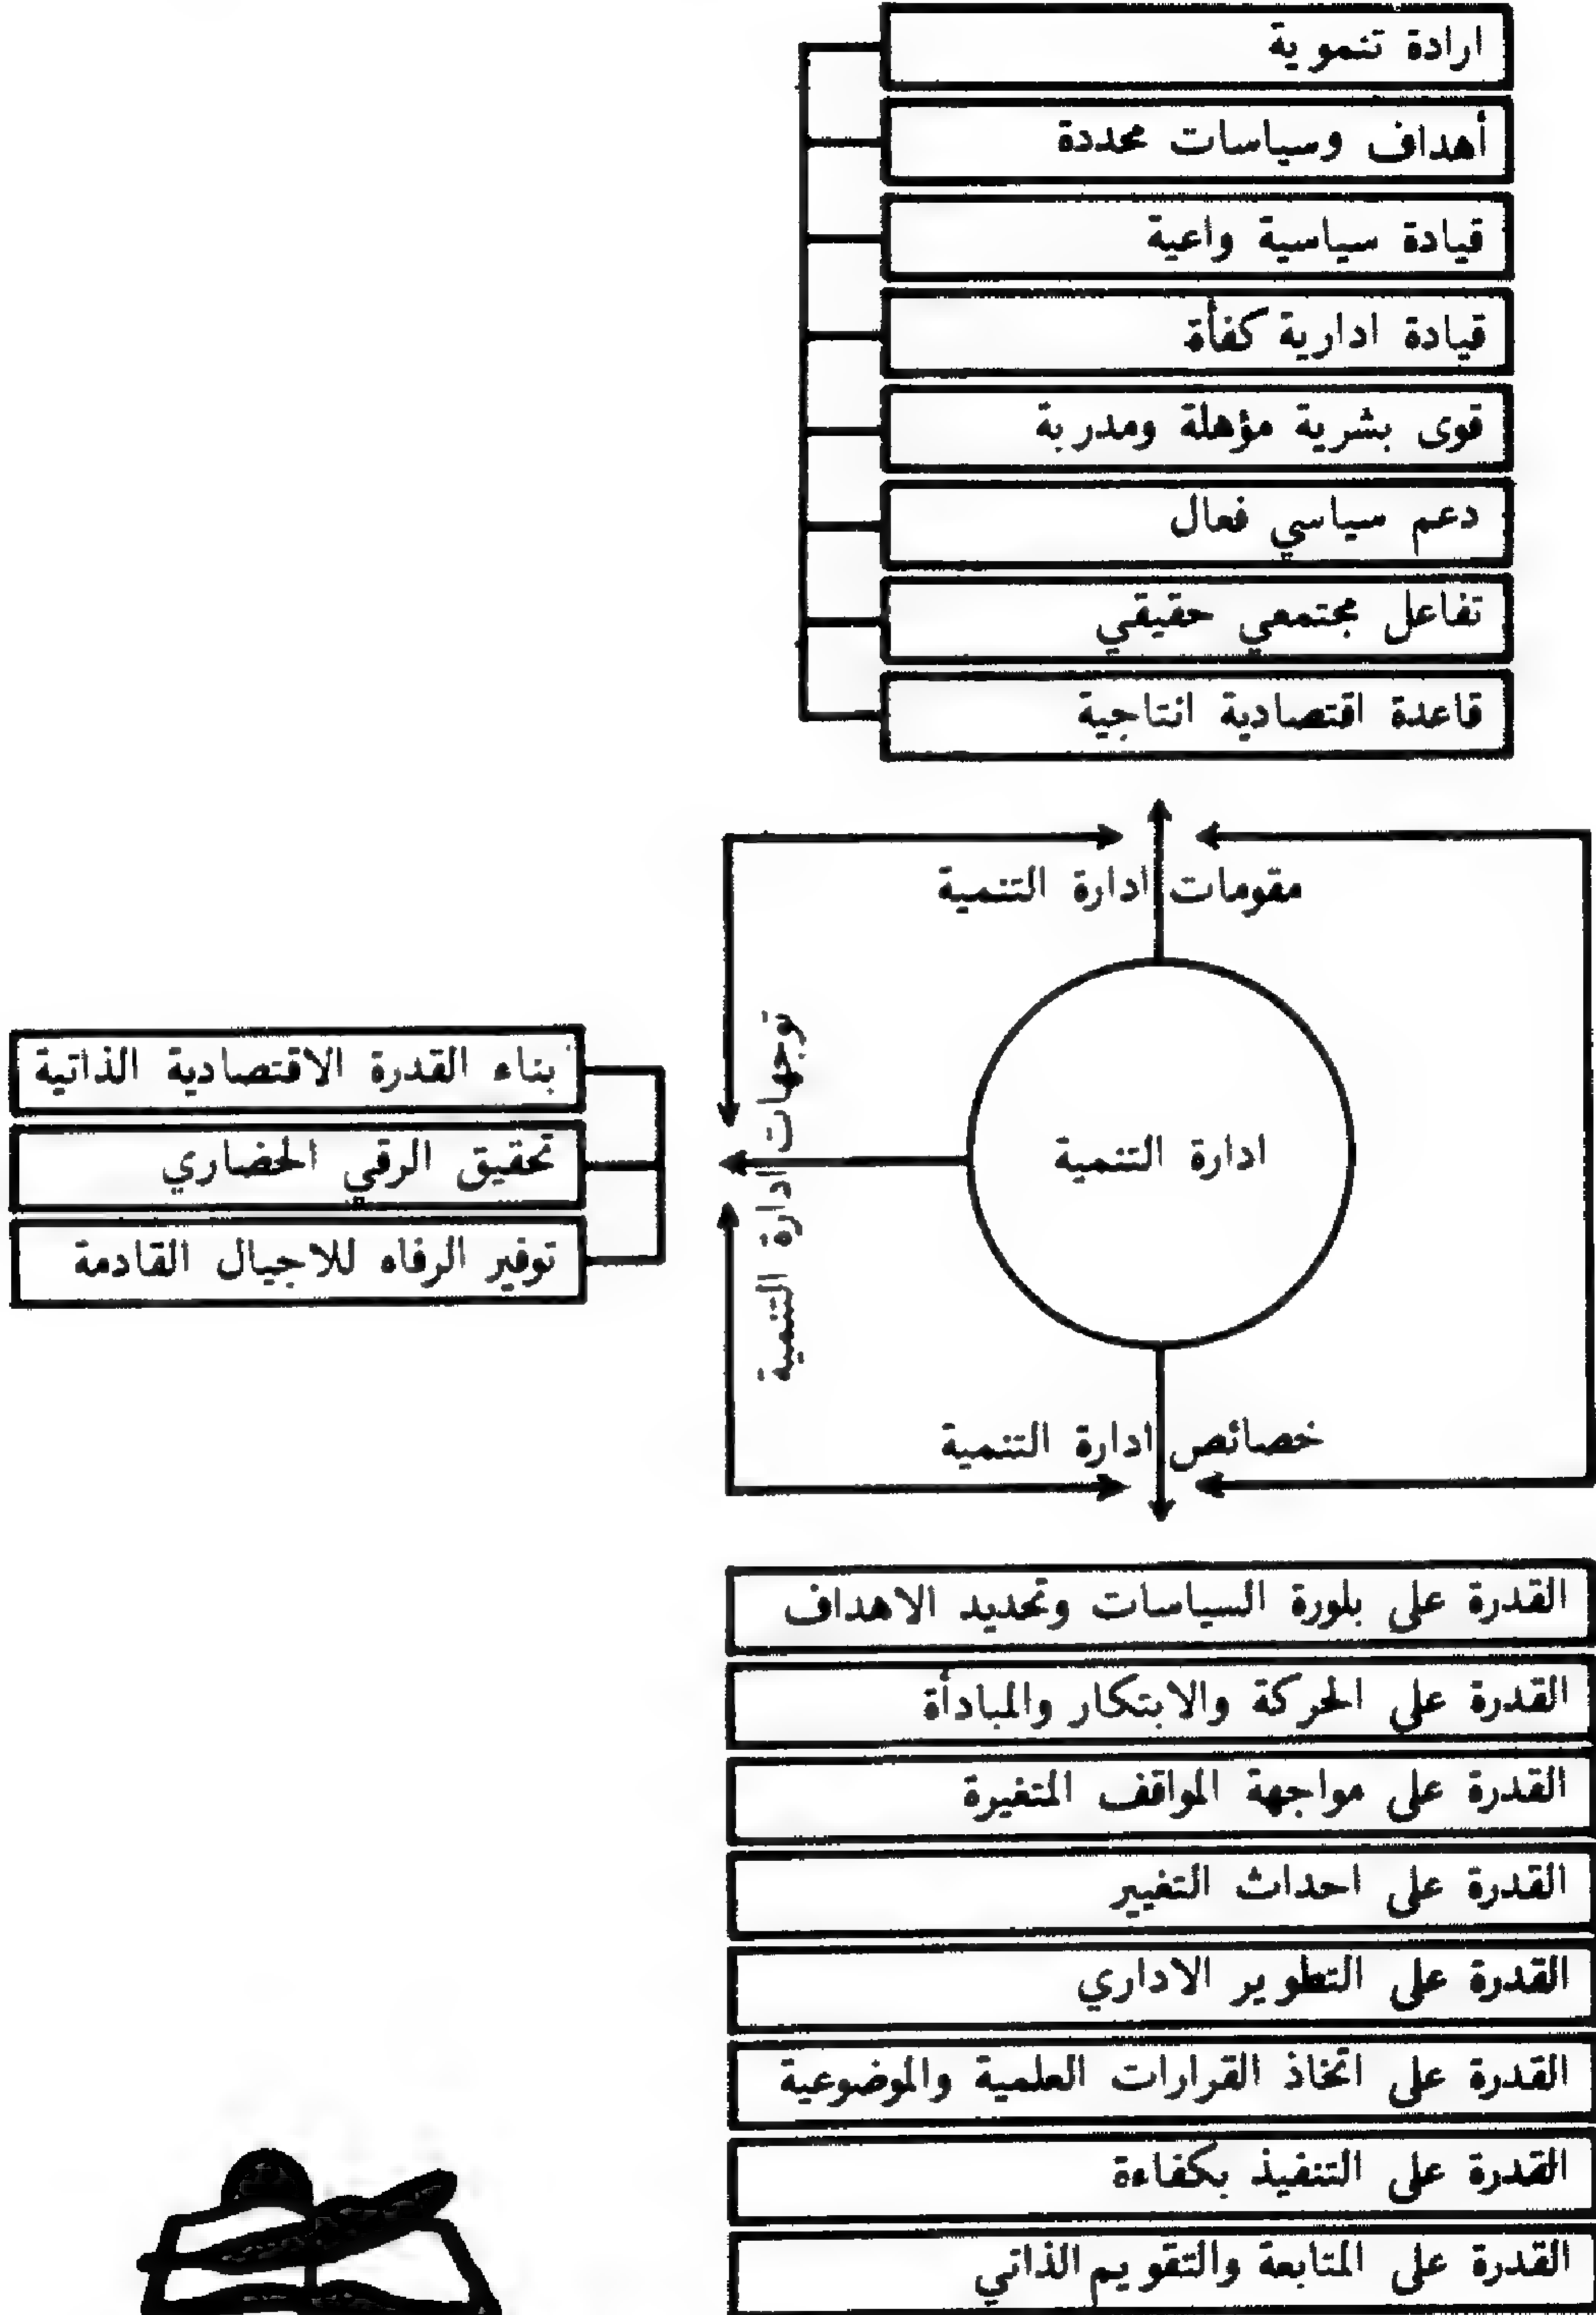 ارادة تنموية
أهداف وسياسات محددة
قيادة سياسية واعية
قيادة ادارية كفأة
قوى بشرية مؤهلة ومدربة
دعم سياسي فعال
تفاعل مجتمعي حقيقي
قاعدة اقتصادية انتاجية
مقومات ادارة التنمية
ادارة التنمية
توجهات ادارة التنمية
بناء القدرة الاقتصادية الذاتية
تحقيق الرقي الحضاري
توفير الرفاه للاجيال القادمة
خصائص ادارة التنمية
القدرة على بلورة السياسات وتحديد الاهداف
القدرة على الحركة والابتكار والمبادأة
القدرة على مواجهة المواقف المتغيرة
القدرة على احداث التغيير
القدرة على التطوير الاداري
القدرة على اتخاذ القرارات العلمية والموضوعية
القدرة على التنفيذ بكفاءة
القدرة على المتابعة والتقويم الذاتي